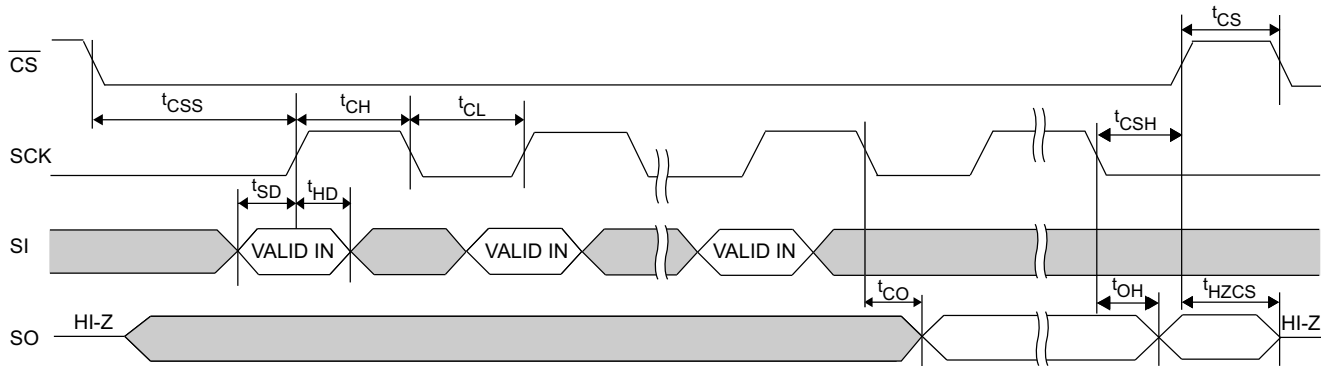 tCS
CS
tCSS
tCH
tCL
tCSH
SCK
tSD
tHD
SI
VALID IN
VALID IN
VALID IN
tCO
tOH
tHZCS
SO
HI-Z
HI-Z